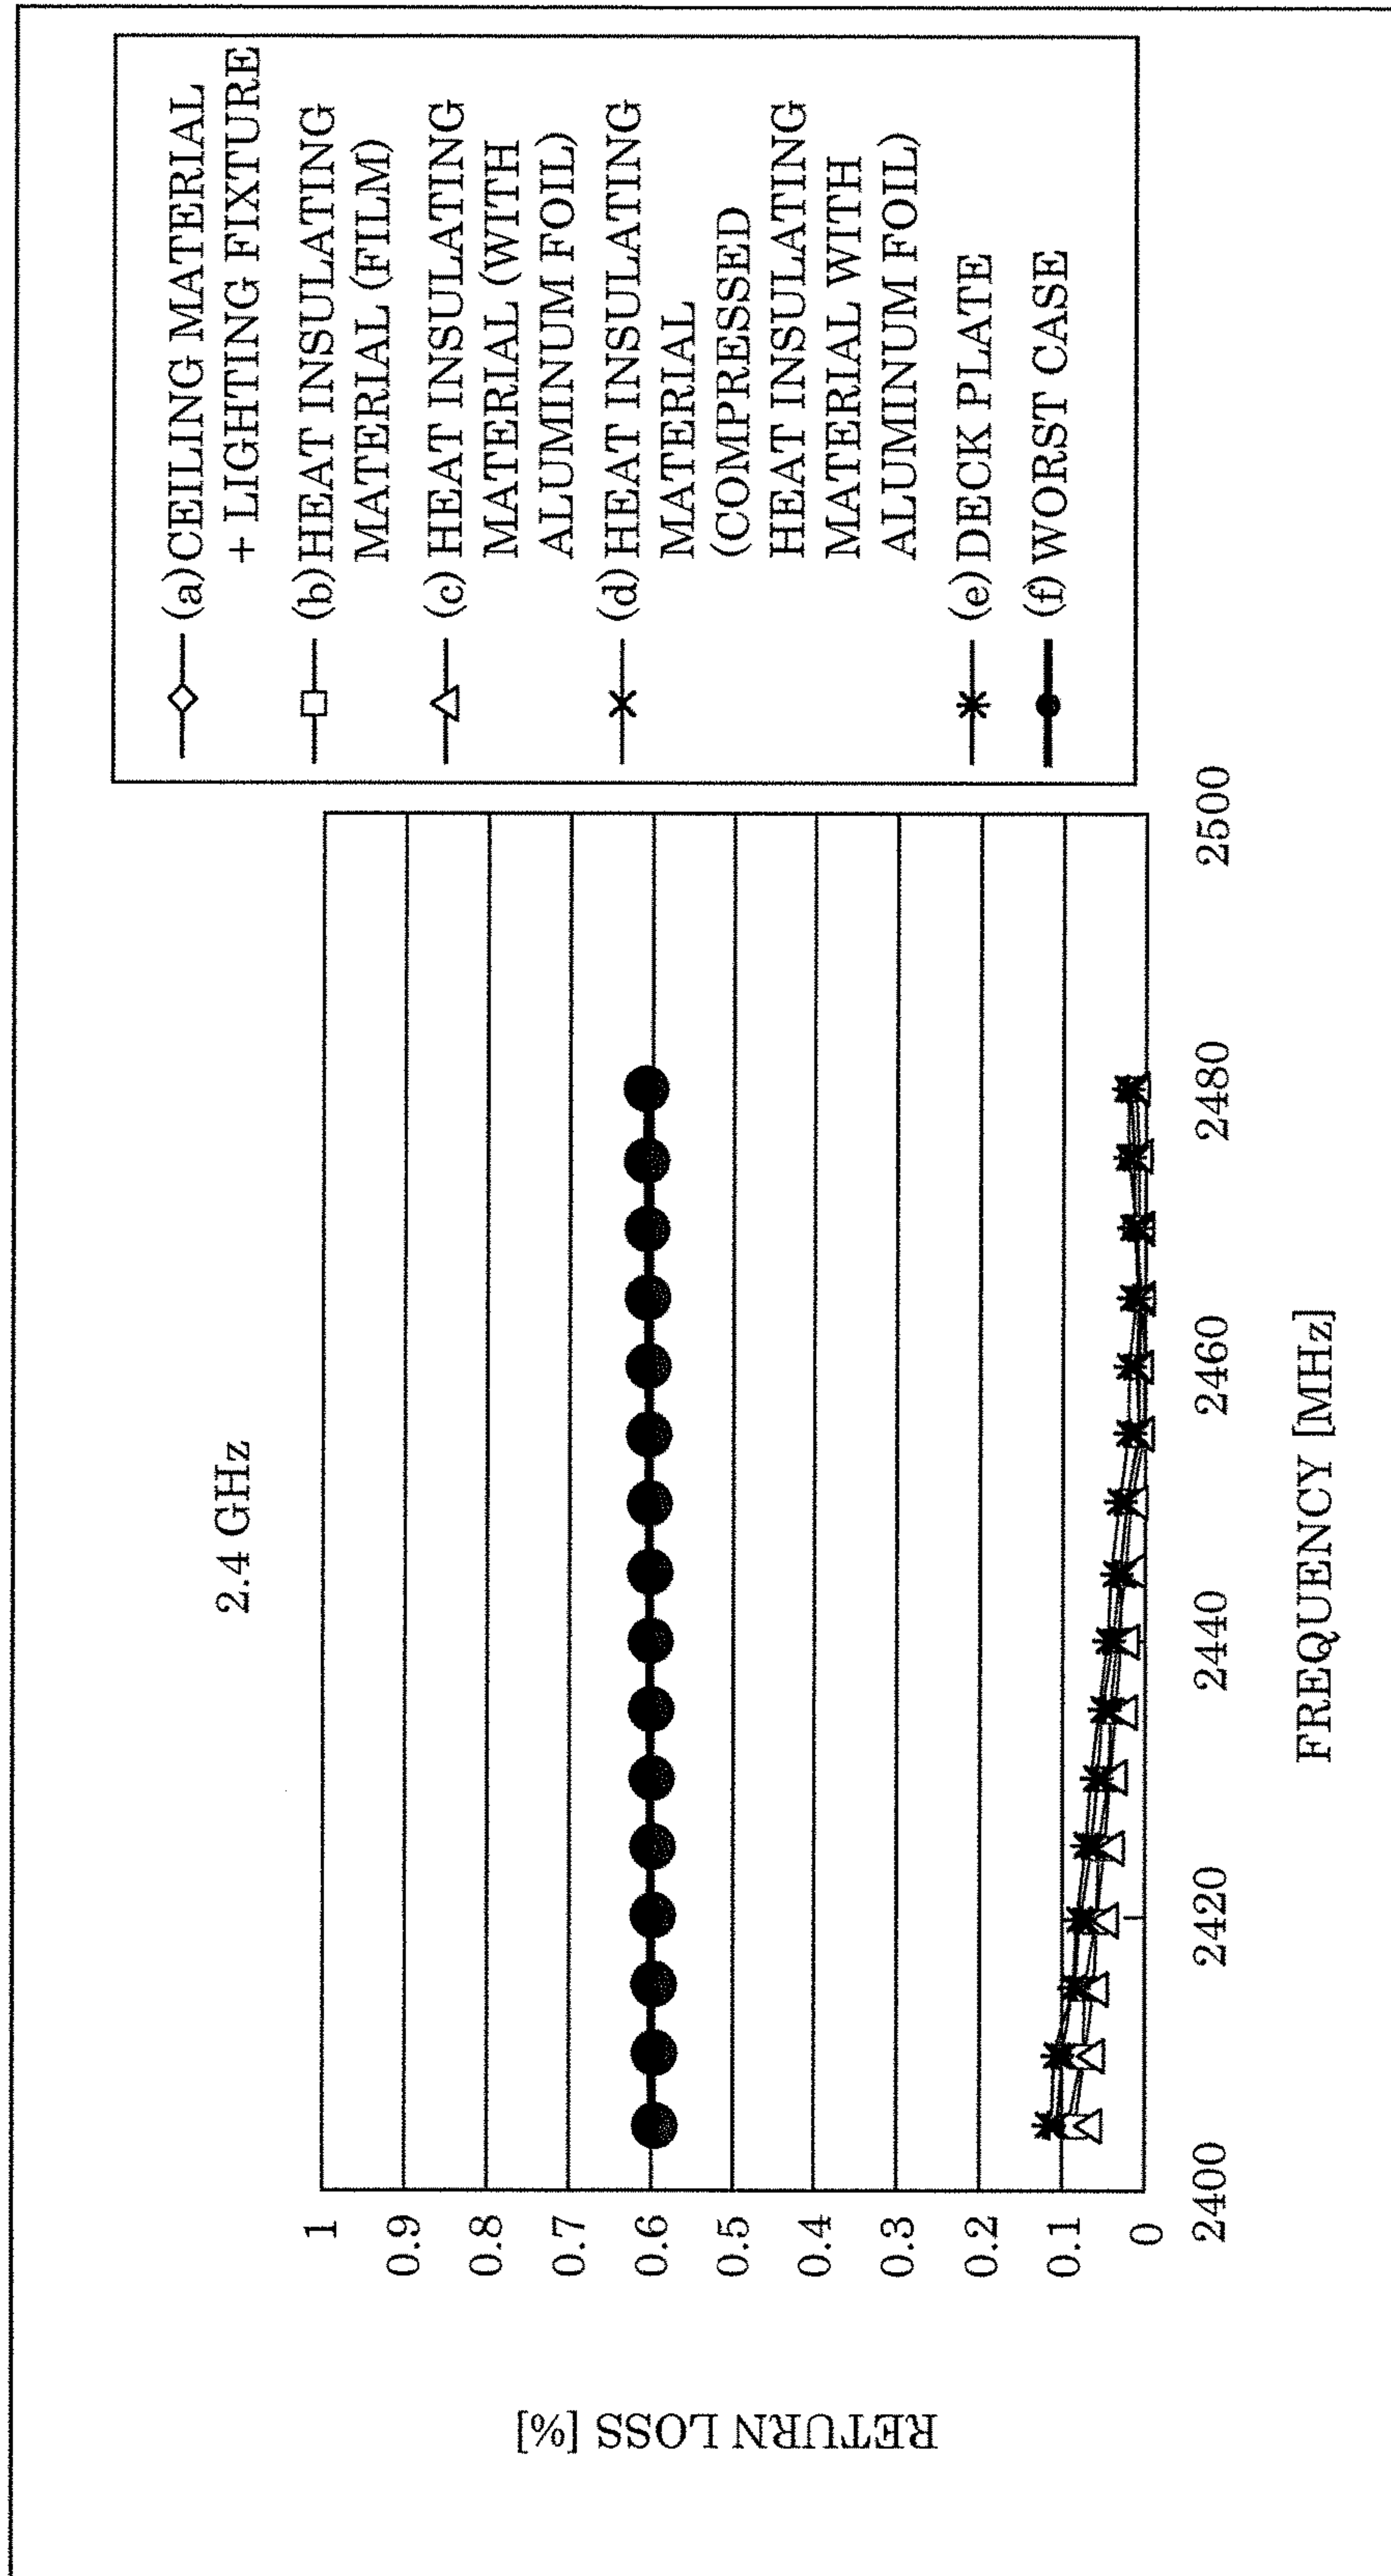 2.4 GHz
RETURN LOSS [%]
1
0.9
0.8
0.7
0.6
0.5
0.4
0.3
0.2
0.1
0
2400
2420
2440
2460
2480
2500
FREQUENCY [MHz]
(a) CEILING MATERIAL
+ LIGHTING FIXTURE
(b) HEAT INSULATING
MATERIAL (FILM)
(c) HEAT INSULATING
MATERIAL (WITH
ALUMINUM FOIL)
(d) HEAT INSULATING
MATERIAL
(COMPRESSED
HEAT INSULATING
MATERIAL WITH
ALUMINUM FOIL)
(e) DECK PLATE
(f) WORST CASE